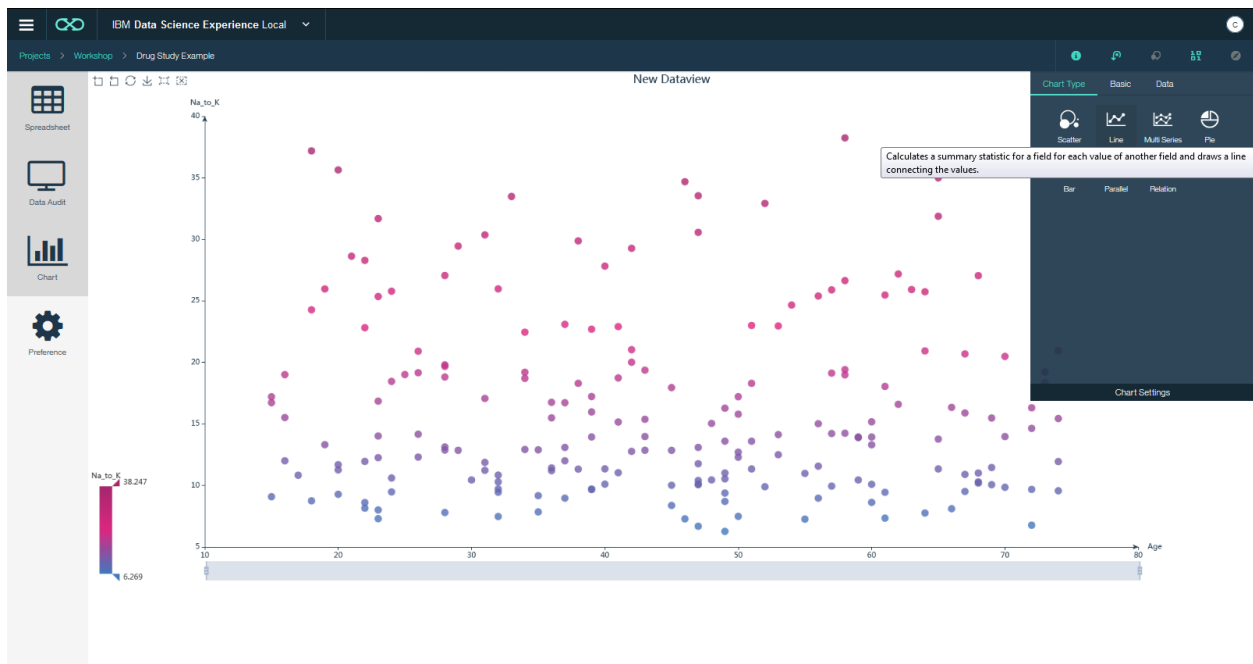 IBM Data Science Experience Local
C
Projects > Workshop > Drug Study Example
Spreadsheet
Data Audit
Chart
Preference
New Dataview
Na_to_K
40
35
30
25
20
15
10
5
10
20
30
40
50
60
70
80
Age
Na_to_K
38.247
6.269
Chart Type Basic Data
Scatter Line Multi Series Pie
Calculates a summary statistic for a field for each value of another field and draws a line
connecting the values.
Bar Parallel Relation
Chart Settings